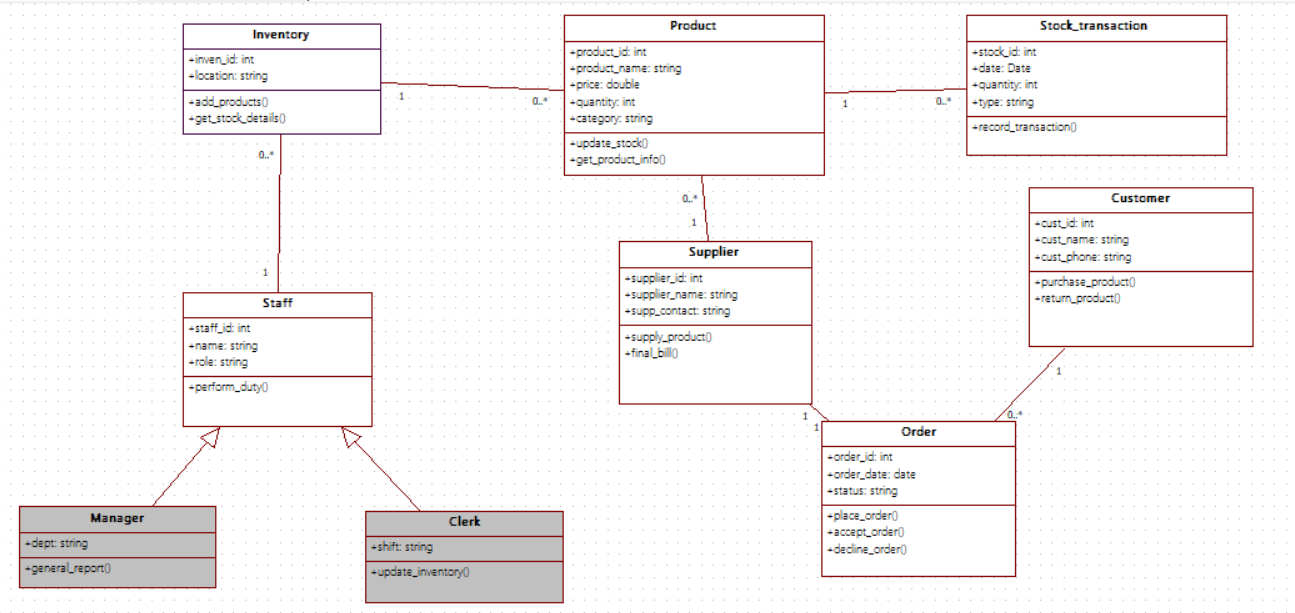 Inventory
+inven_id: int
+location: string
+add_products()
+get_stock_details()
1
0..*
Product
+product_id: int
+product_name: string
+price: double
+quantity: int
+category: string
+update_stock()
+get_product_info()
1
0..*
Stock_transaction
+stock_id: int
+date: Date
+quantity: int
+type: string
+record_transaction()
0..*
1
0..*
1
Customer
+cust_id: int
+cust_name: string
+cust_phone: string
+purchase_product()
+return_product()
Supplier
+supplier_id: int
+supplier_name: string
+supp_contact: string
+supply_product()
+final_bill()
Staff
+staff_id: int
+name: string
+role: string
+perform_duty()
1
0..*
1
1
Order
+order_id: int
+order_date: date
+status: string
+place_order()
+accept_order()
+decline_order()
Manager
+dept: string
+general_report()
Clerk
+shift: string
+update_inventory()